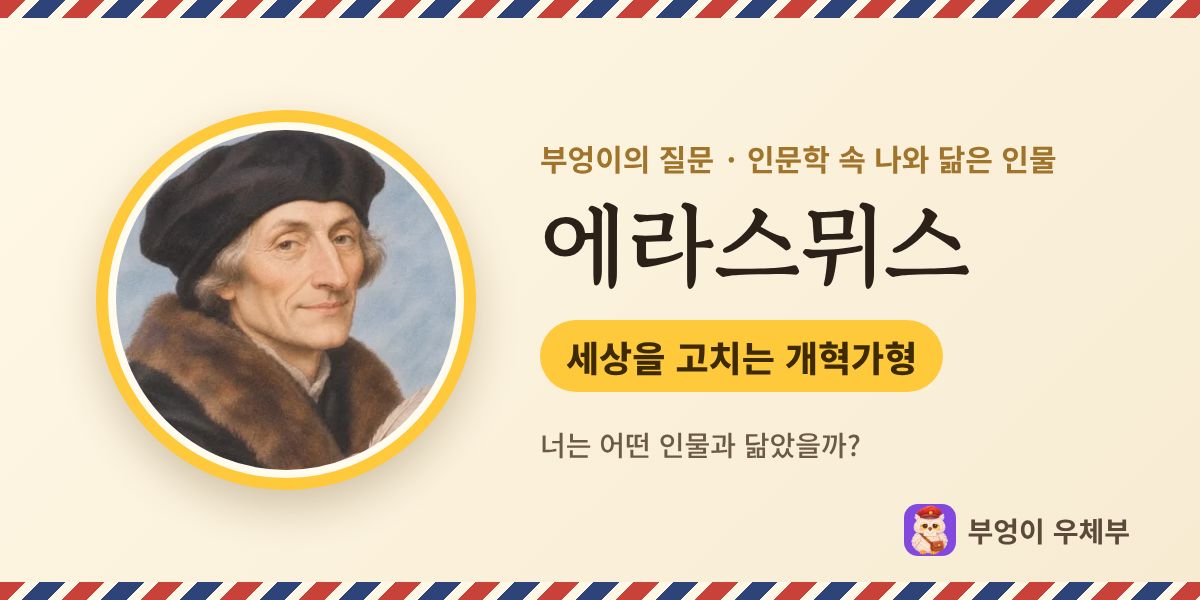 부엉이의 질문 · 인문학 속 나와 닮은 인물
에라스뮈스
세상을 고치는 개혁가형
너는 어떤 인물과 닮았을까?
부엉이 우체부